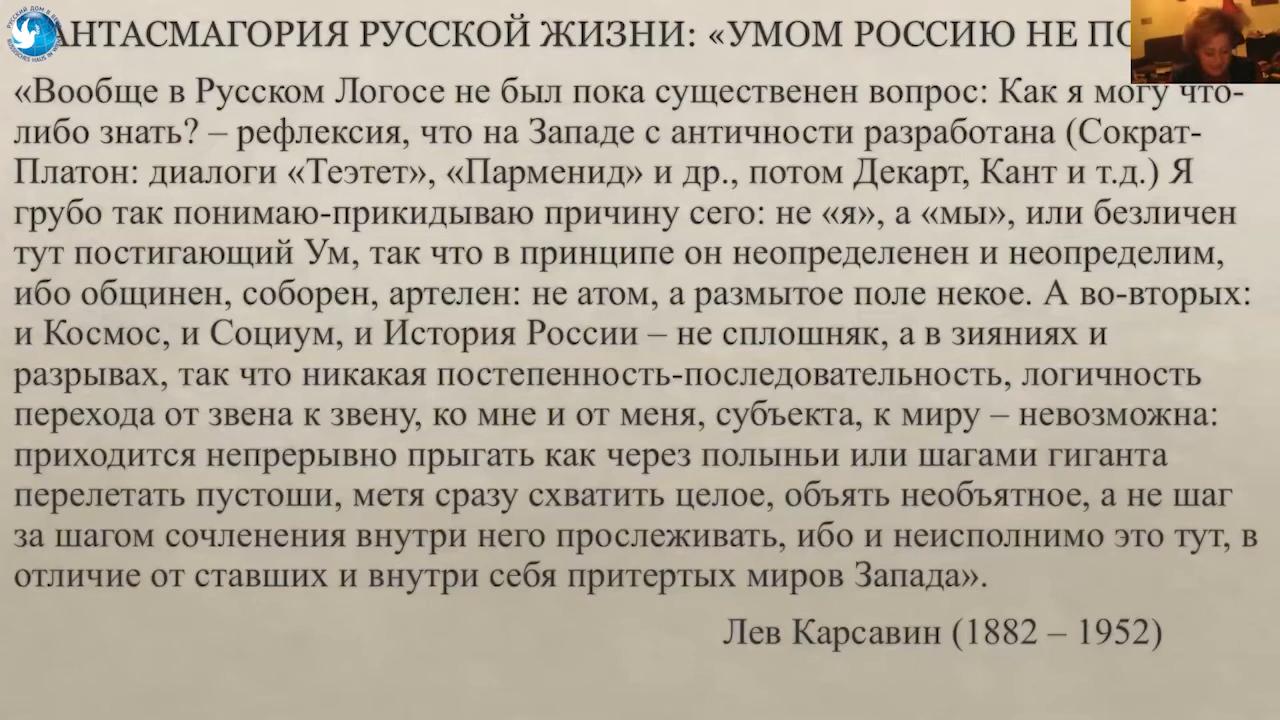 АНТАСМАГОРИЯ РУССКОЙ ЖИЗНИ: «УМОМ РОССИЮ НЕ ПО
«Вообще в Русском Логосе не был пока существенен вопрос: Как я могу что-
либо знать? – рефлексия, что на Западе с античности разработана (Сократ-
Платон: диалоги «Теэтет», «Парменид» и др., потом Декарт, Кант и т.д.) Я
грубо так понимаю-прикидываю причину сего: не «я», а «мы», или безличен
тут постигающий Ум, так что в принципе он неопределенен и неопределим,
ибо общинен, соборен, артелен: не атом, а размытое поле некое. А во-вторых:
и Космос, и Социум, и История России – не сплошняк, а в зияниях и
разрывах, так что никакая постепенность-последовательность, логичность
перехода от звена к звену, ко мне и от меня, субъекта, к миру – невозможна:
приходится непрерывно прыгать как через полыньи или шагами гиганта
перелетать пустоши, метя сразу схватить целое, объять необъятное, а не шаг
за шагом сочленения внутри него прослеживать, ибо и неисполнимо это тут, в
отличие от ставших и внутри себя притертых миров Запада».
Лев Карсавин (1882 – 1952)